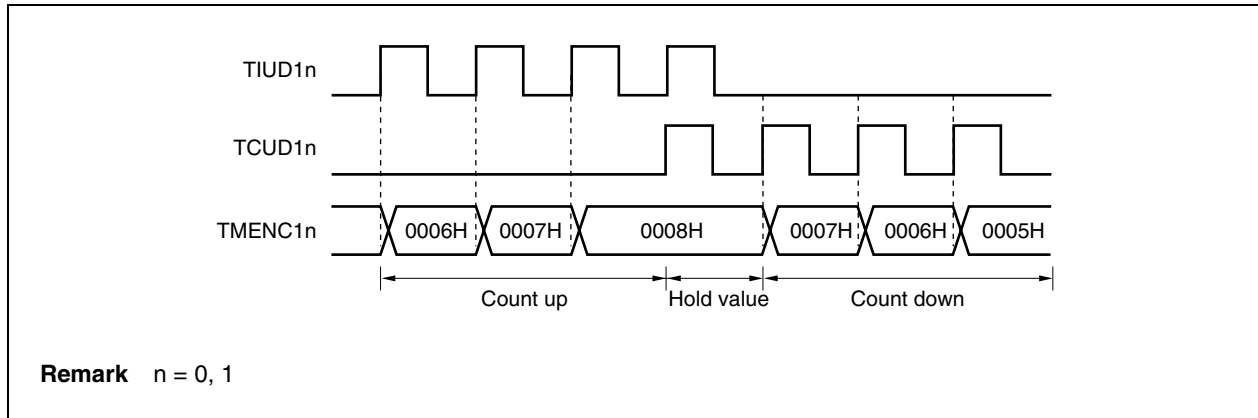 TIUD1n
TCUD1n
TMENC1n 0006H 0007H 0008H 0007H 0006H 0005H
Count up Hold value Count down
Remark n = 0, 1